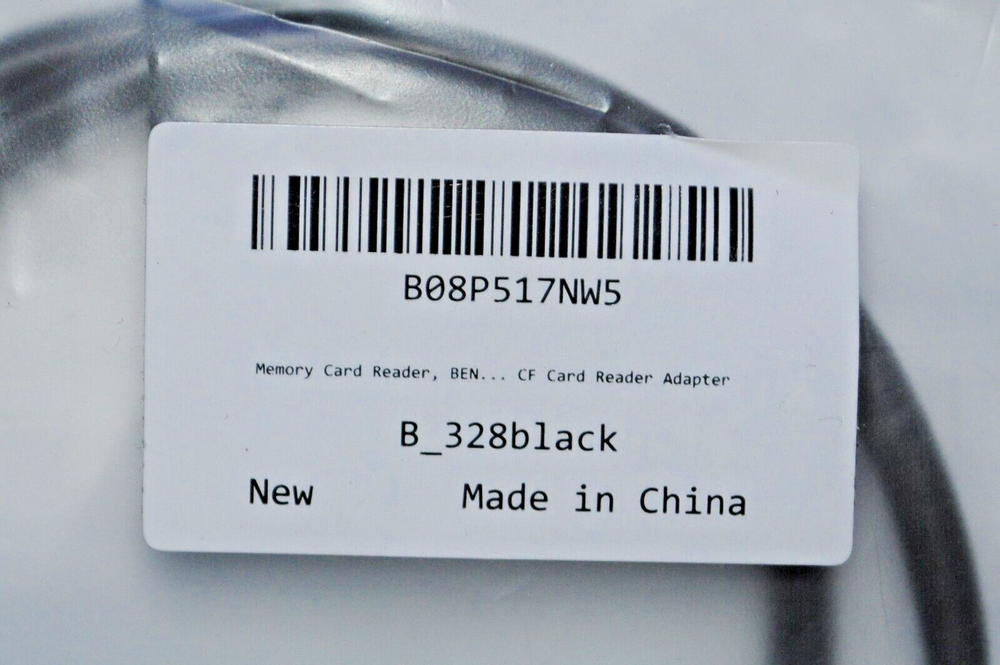 B08P517NW5
Memory Card Reader, BEN... CF Card Reader Adapter
B_328black
New Made in China